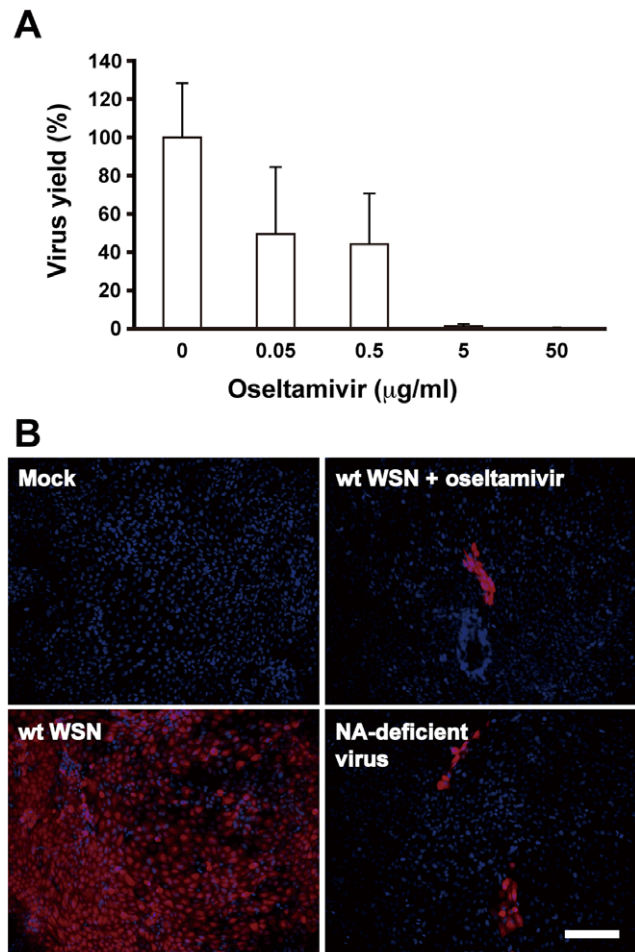 A
140
120
100
80
60
40
20
0
Virus yield (%)
0 0.05 0.5 5 50
Oseltamivir (μg/ml)
B
Mock
wt WSN + oseltamivir
wt WSN
NA-deficient
virus